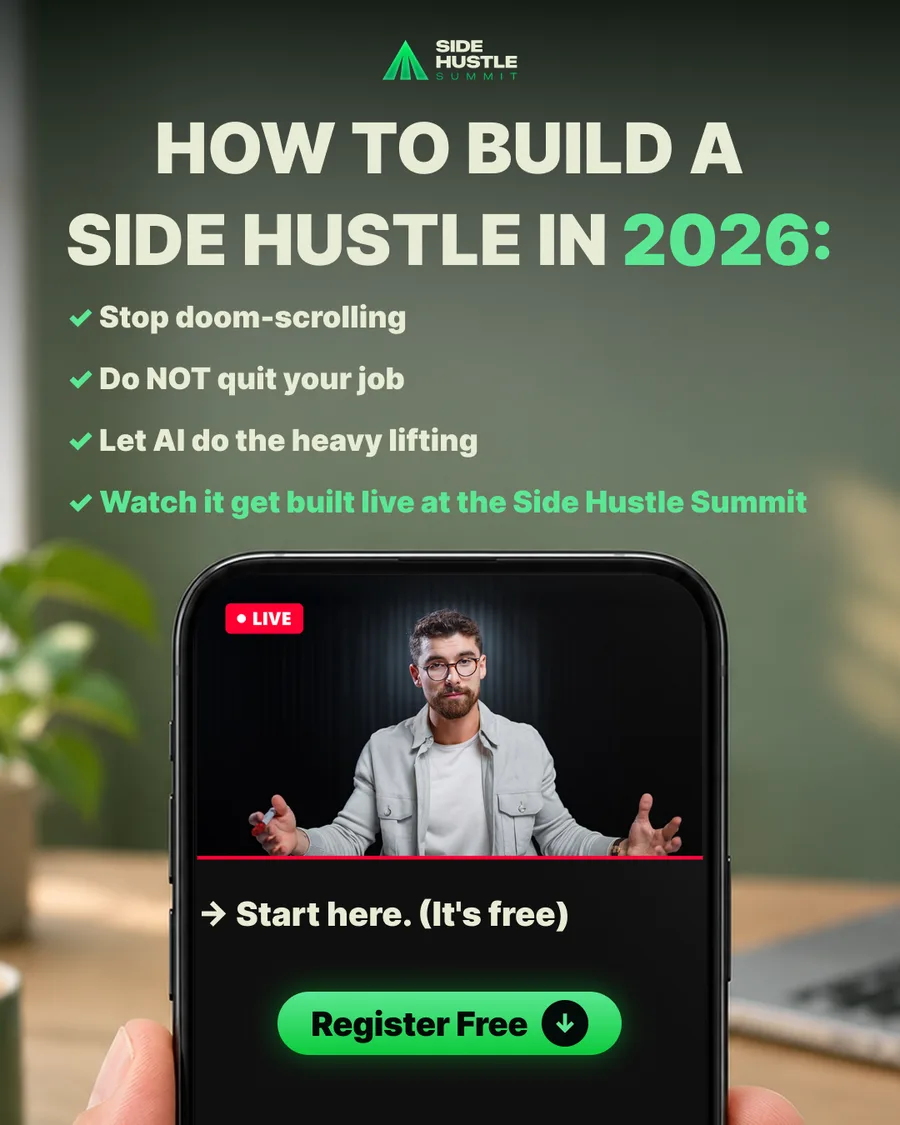 SIDE
HUSTLE
SUMMIT
HOW TO BUILD A
SIDE HUSTLE IN 2026:
✓ Stop doom-scrolling
✓ Do NOT quit your job
✓ Let AI do the heavy lifting
✓ Watch it get built live at the Side Hustle Summit
LIVE
→ Start here. (It's free)
Register Free